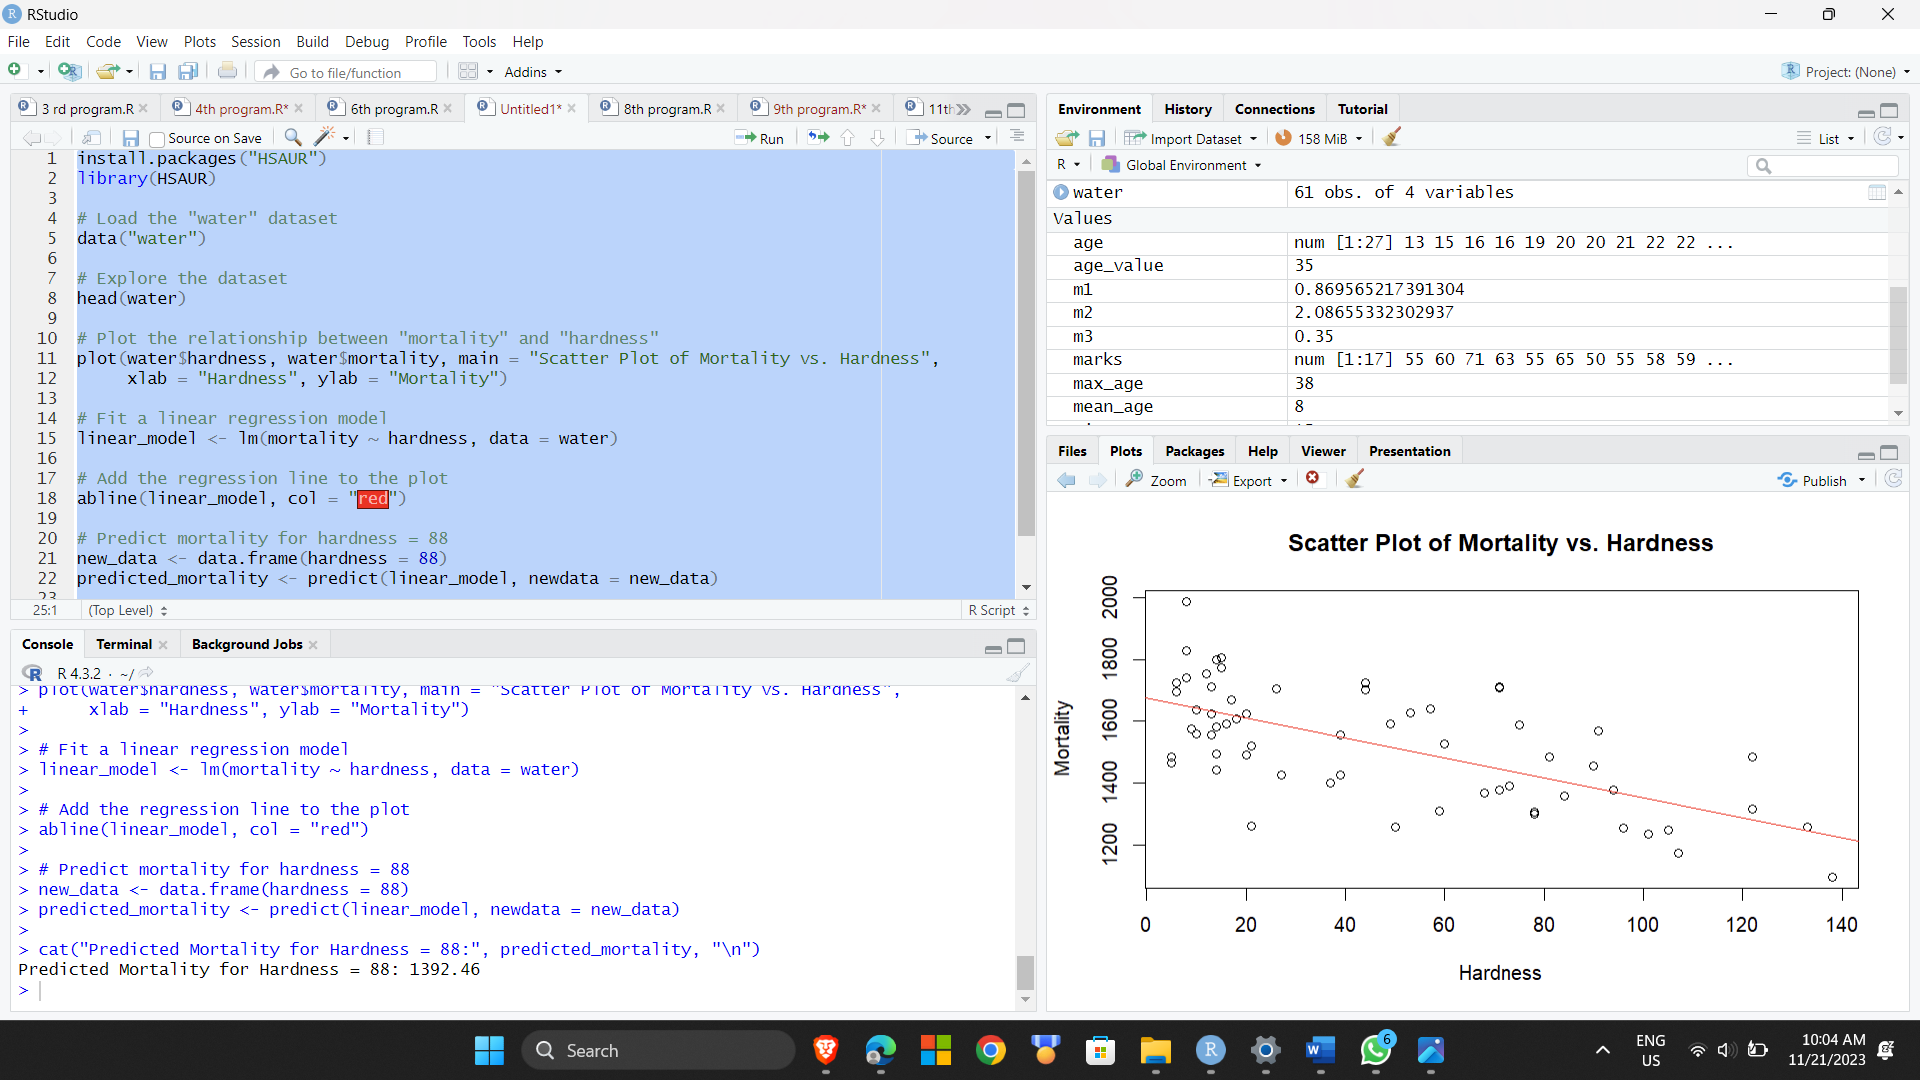 RStudio
File Edit Code View Plots Session Build Debug Profile Tools Help
Go to file/function Addins Project: (None)
3 rd program.R 4th program.R* 6th program.R Untitled1* 8th program.R 9th program.R* 11th
Source on Save Run Source
1 install.packages("HSAUR")
2 library(HSAUR)
3
4 # Load the "water" dataset
5 data("water")
6
7 # Explore the dataset
8 head(water)
9
10 # Plot the relationship between "mortality" and "hardness"
11 plot(water$hardness, water$mortality, main = "Scatter Plot of Mortality vs. Hardness",
12 xlab = "Hardness", ylab = "Mortality")
13
14 # Fit a linear regression model
15 linear_model <- lm(mortality ~ hardness, data = water)
16
17 # Add the regression line to the plot
18 abline(linear_model, col = "red")
19
20 # Predict mortality for hardness = 88
21 new_data <- data.frame(hardness = 88)
22 predicted_mortality <- predict(linear_model, newdata = new_data)
23
25:1 (Top Level) R Script
Console Terminal Background Jobs
R 4.3.2 · ~/
> plot(water$hardness, water$mortality, main = "Scatter Plot of Mortality vs. Hardness",
+ xlab = "Hardness", ylab = "Mortality")
>
> # Fit a linear regression model
> linear_model <- lm(mortality ~ hardness, data = water)
>
> # Add the regression line to the plot
> abline(linear_model, col = "red")
>
> # Predict mortality for hardness = 88
> new_data <- data.frame(hardness = 88)
> predicted_mortality <- predict(linear_model, newdata = new_data)
>
> cat("Predicted Mortality for Hardness = 88:", predicted_mortality, "\n")
Predicted Mortality for Hardness = 88: 1392.46
>
Environment History Connections Tutorial
Import Dataset 158 MiB List
R Global Environment
water 61 obs. of 4 variables
Values
age num [1:27] 13 15 16 16 19 20 20 21 22 22 ...
age_value 35
m1 0.869565217391304
m2 2.08655332302937
m3 0.35
marks num [1:17] 55 60 71 63 55 65 50 55 58 59 ...
max_age 38
mean_age 8
Files Plots Packages Help Viewer Presentation
Zoom Export Publish
Scatter Plot of Mortality vs. Hardness
Mortality
2000
1800
1600
1400
1200
0 20 40 60 80 100 120 140
Hardness
Search
6
ENG
US
10:04 AM
11/21/2023